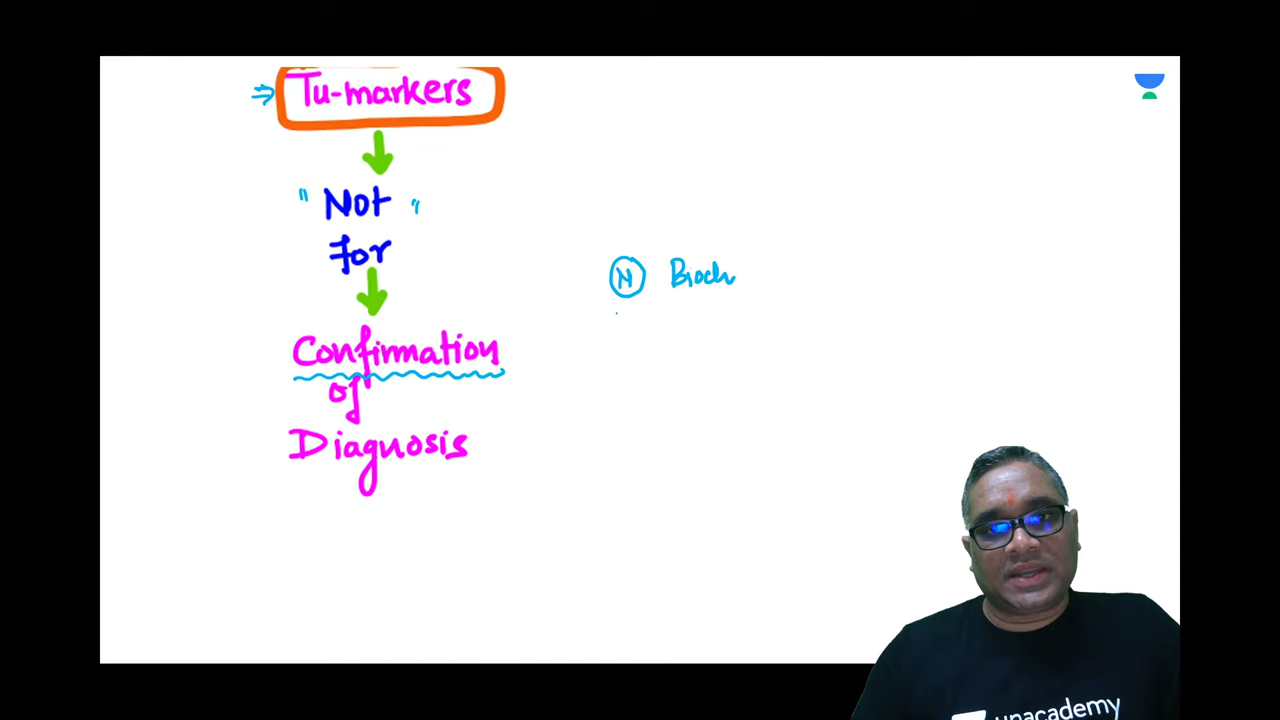 ⇒ Tu-markers
" Not "
For
Confirmation
of
Diagnosis
N Bioch
unacademy